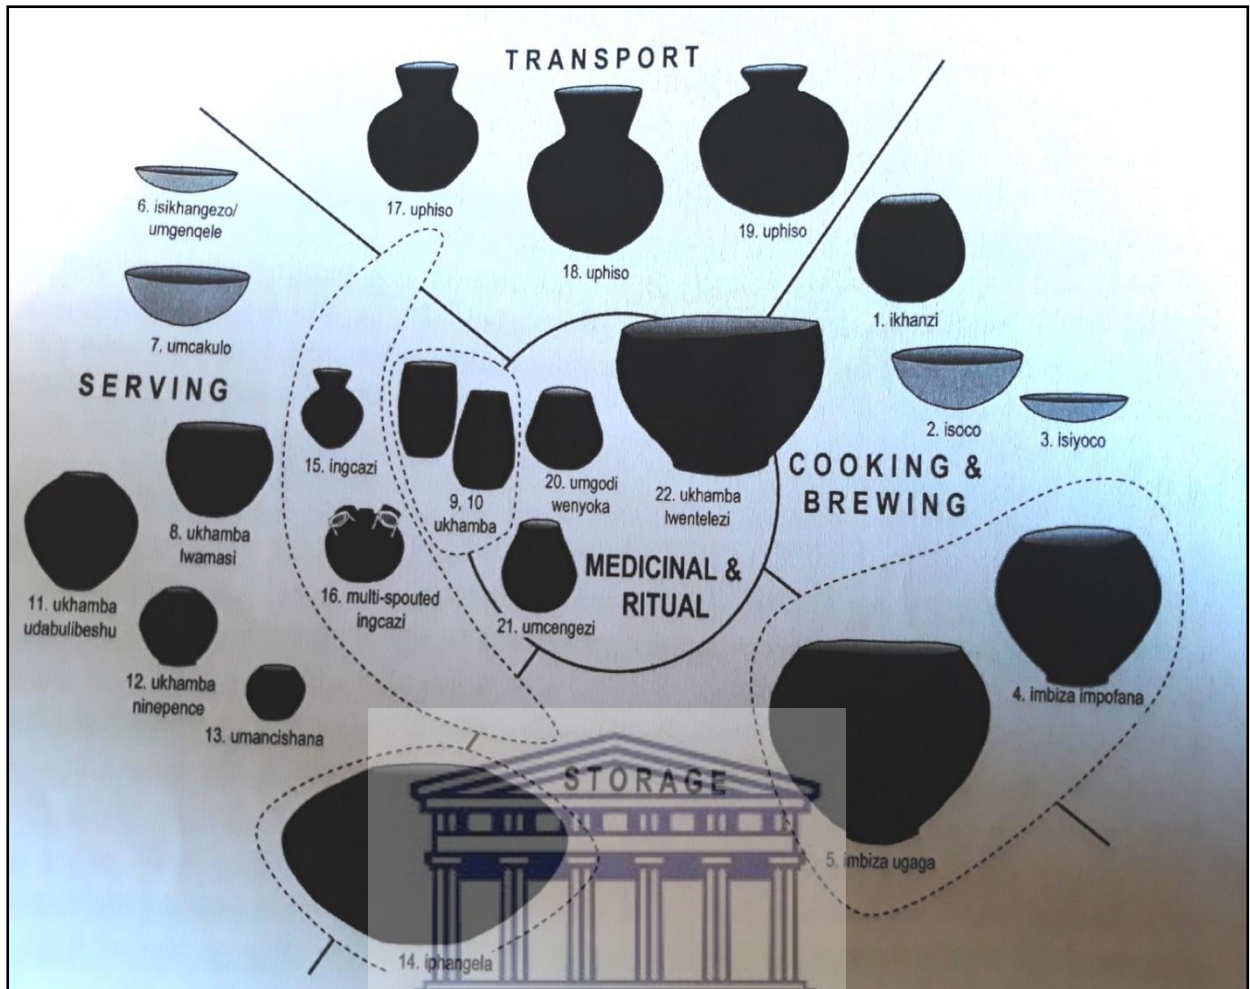 TRANSPORT
17. uphiso
18. uphiso
19. uphiso
6. isikhangezo/
umgenqele
7. umcakulo
SERVING
8. ukhamba
lwamasi
11. ukhamba
udabulibeshu
12. ukhamba
ninepence
13. umancishana
15. ingcazi
16. multi-spouted
ingcazi
9, 10
ukhamba
20. umgodi
wenyoka
22. ukhamba
lwentelezi
21. umcengezi
MEDICINAL &
RITUAL
1. ikhanzi
2. isoco
3. isiyoco
COOKING &
BREWING
4. imbiza impofana
5. imbiza ugaga
STORAGE
14. iphangela